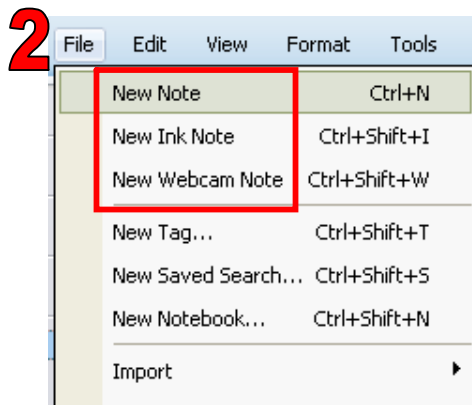 2
File Edit View Format Tools
New Note Ctrl+N
New Ink Note Ctrl+Shift+I
New Webcam Note Ctrl+Shift+W
New Tag... Ctrl+Shift+T
New Saved Search... Ctrl+Shift+S
New Notebook... Ctrl+Shift+N
Import